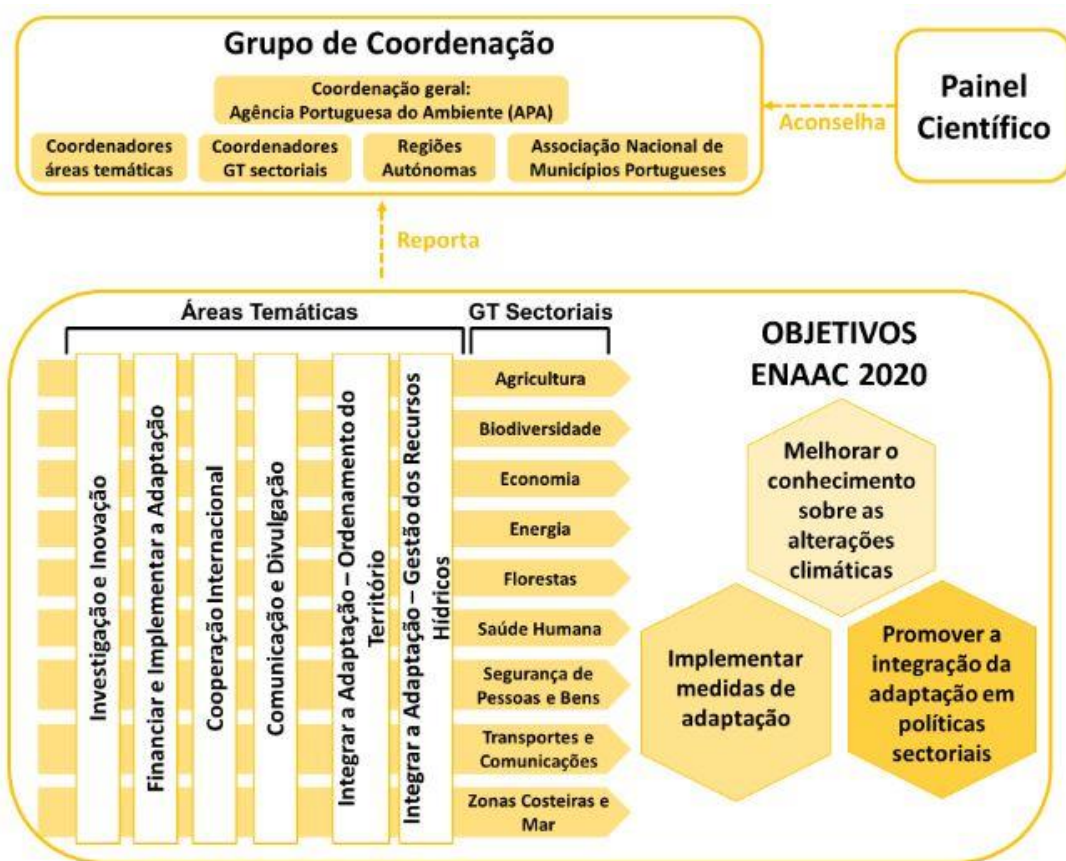 Grupo de Coordenação
Coordenação geral:
Agência Portuguesa do Ambiente (APA)
Coordenadores
áreas temáticas
Coordenadores
GT sectoriais
Regiões
Autónomas
Associação Nacional de
Municípios Portugueses
Aconselha
Painel
Científico
Reporta
Áreas Temáticas
GT Sectoriais
Investigação e Inovação
Financiar e Implementar a Adaptação
Cooperação Internacional
Comunicação e Divulgação
Integrar a Adaptação – Ordenamento do
Território
Integrar a Adaptação – Gestão dos Recursos
Hídricos
Agricultura
Biodiversidade
Economia
Energia
Florestas
Saúde Humana
Segurança de
Pessoas e Bens
Transportes e
Comunicações
Zonas Costeiras e
Mar
OBJETIVOS
ENAAC 2020
Melhorar o
conhecimento
sobre as
alterações
climáticas
Implementar
medidas de
adaptação
Promover a
integração da
adaptação em
políticas
sectoriais